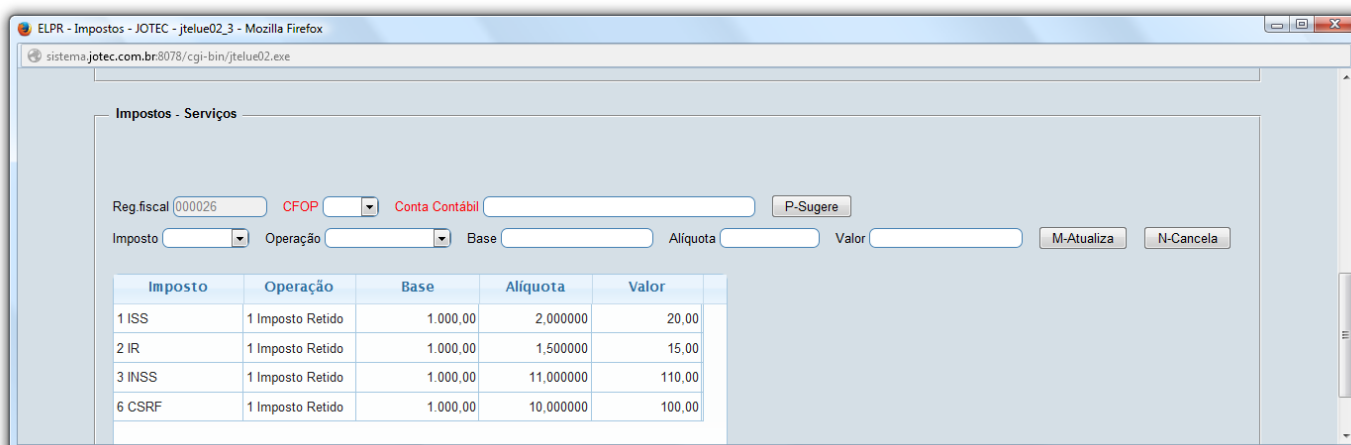 ELPR - Impostos - JOTEC - jtelue02_3 - Mozilla Firefox
sistema.jotec.com.br:8078/cgi-bin/jtelue02.exe
Impostos - Serviços
Reg.fiscal 000026 CFOP Conta Contábil P-Sugere
Imposto Operação Base Alíquota Valor M-Atualiza N-Cancela
Imposto Operação Base Alíquota Valor
1 ISS 1 Imposto Retido 1.000,00 2,000000 20,00
2 IR 1 Imposto Retido 1.000,00 1,500000 15,00
3 INSS 1 Imposto Retido 1.000,00 11,000000 110,00
6 CSRF 1 Imposto Retido 1.000,00 10,000000 100,00